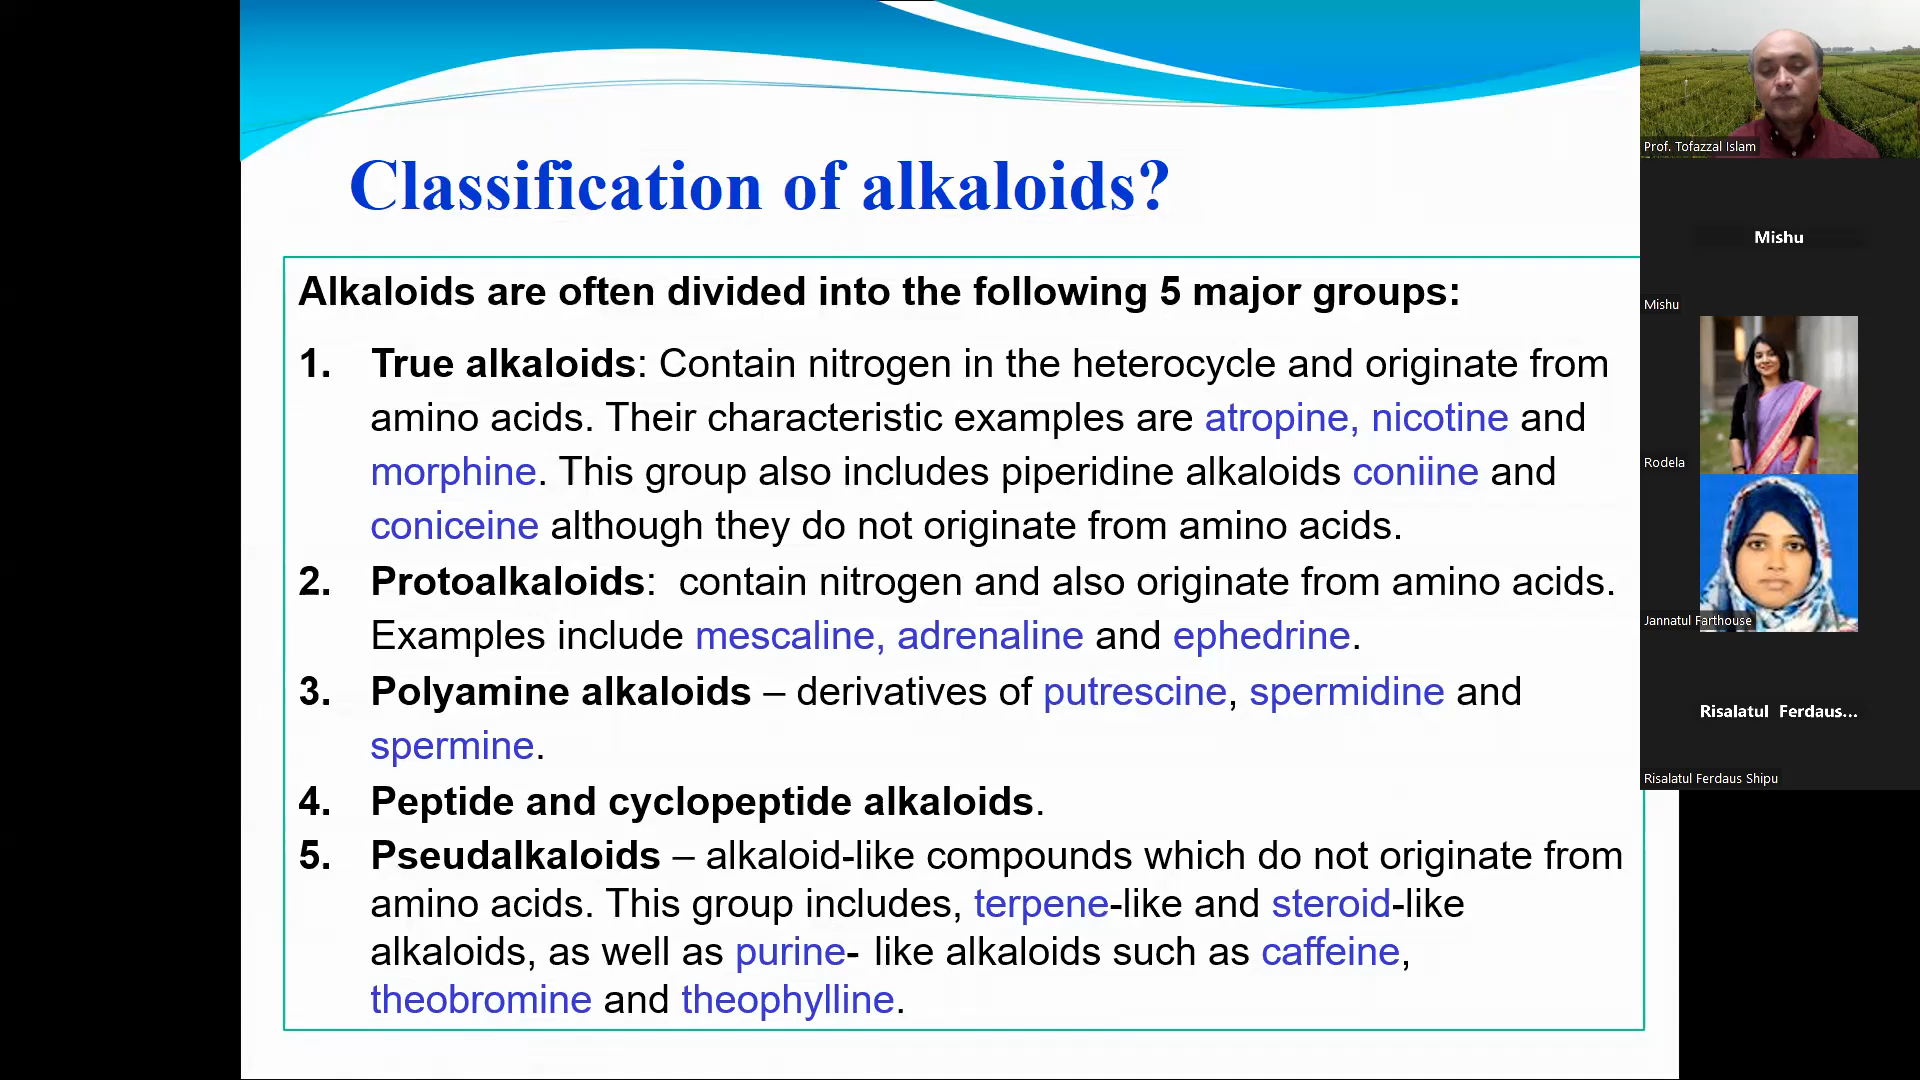 Classification of alkaloids?
Alkaloids are often divided into the following 5 major groups:
1. True alkaloids: Contain nitrogen in the heterocycle and originate from
amino acids. Their characteristic examples are atropine, nicotine and
morphine. This group also includes piperidine alkaloids coniine and
coniceine although they do not originate from amino acids.
2. Protoalkaloids: contain nitrogen and also originate from amino acids.
Examples include mescaline, adrenaline and ephedrine.
3. Polyamine alkaloids – derivatives of putrescine, spermidine and
spermine.
4. Peptide and cyclopeptide alkaloids.
5. Pseudalkaloids – alkaloid-like compounds which do not originate from
amino acids. This group includes, terpene-like and steroid-like
alkaloids, as well as purine- like alkaloids such as caffeine,
theobromine and theophylline.
Prof. Tofazzal Islam
Mishu
Mishu
Rodela
Jannatul Farthouse
Risalatul Ferdaus...
Risalatul Ferdaus Shipu